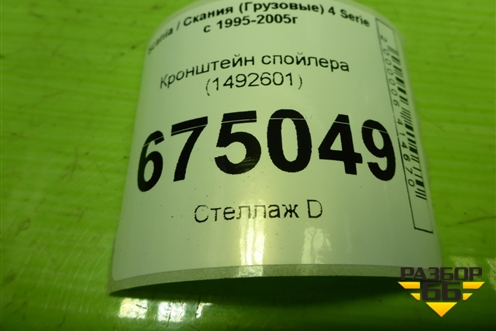 Scania / Скания (Грузовые) 4 Serie
с 1995-2005г
Кронштейн спойлера
(1492601)
675049
Стеллаж D
РАЗБОР
66